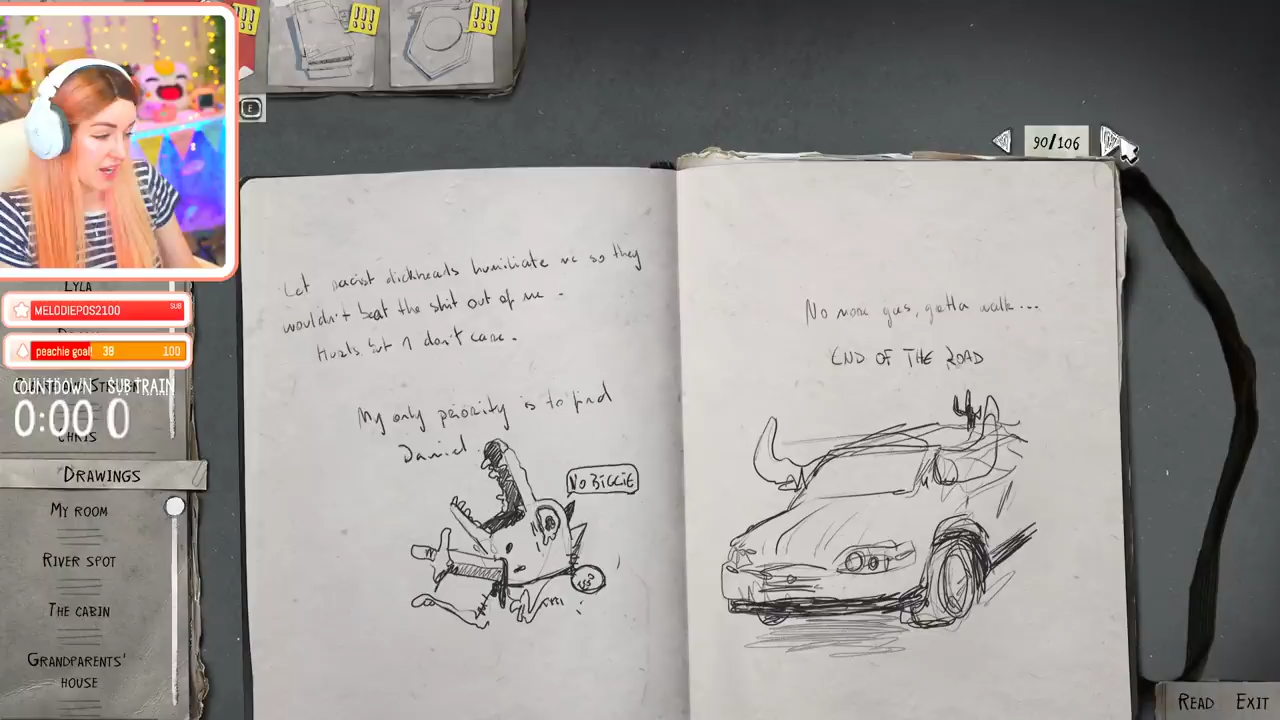 E
90/106
LYLA
MELODIEPOS2100 SUB
peachie goal! 38 100
COUNTDOWN SUB TRAIN
0:00 0
CHRIS
DRAWINGS
MY ROOM
RIVER SPOT
THE CABIN
GRANDPARENTS'
HOUSE
Let racist dickheads humiliate me so they
wouldn't beat the shit out of me.
Hurts but I don't care.
My only priority is to find
Daniel
NO BIGGIE
No more gas, gotta walk...
END OF THE ROAD
READ EXIT